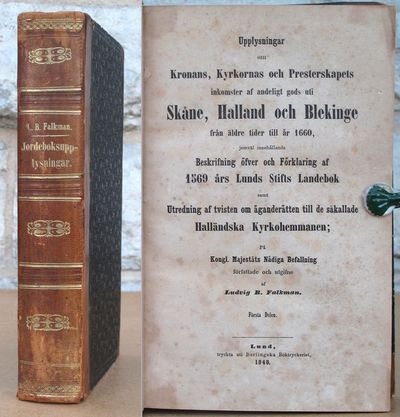 L. B. Falkman.
Jordeboksupp-
lysningar.
Upplysningar
om
Kronans, Kyrkornas och Presterskapets
inkomster af andeligt gods uti
Skåne, Halland och Blekinge
från äldre tider till år 1660,
jemväl innehållande
Beskrifning öfver och Förklaring af
1569 års Lunds Stifts Landebok
samt
Utredning af tvisten om äganderätten till de såkallade
Halländska Kyrkohemmanen;
På
Kongl. Majestäts Nådiga Befallning
författade och utgifne
af
Ludvig B. Falkman.
Första Delen.
Lund,
tryckta uti Berlingska Boktryckeriet,
1848.